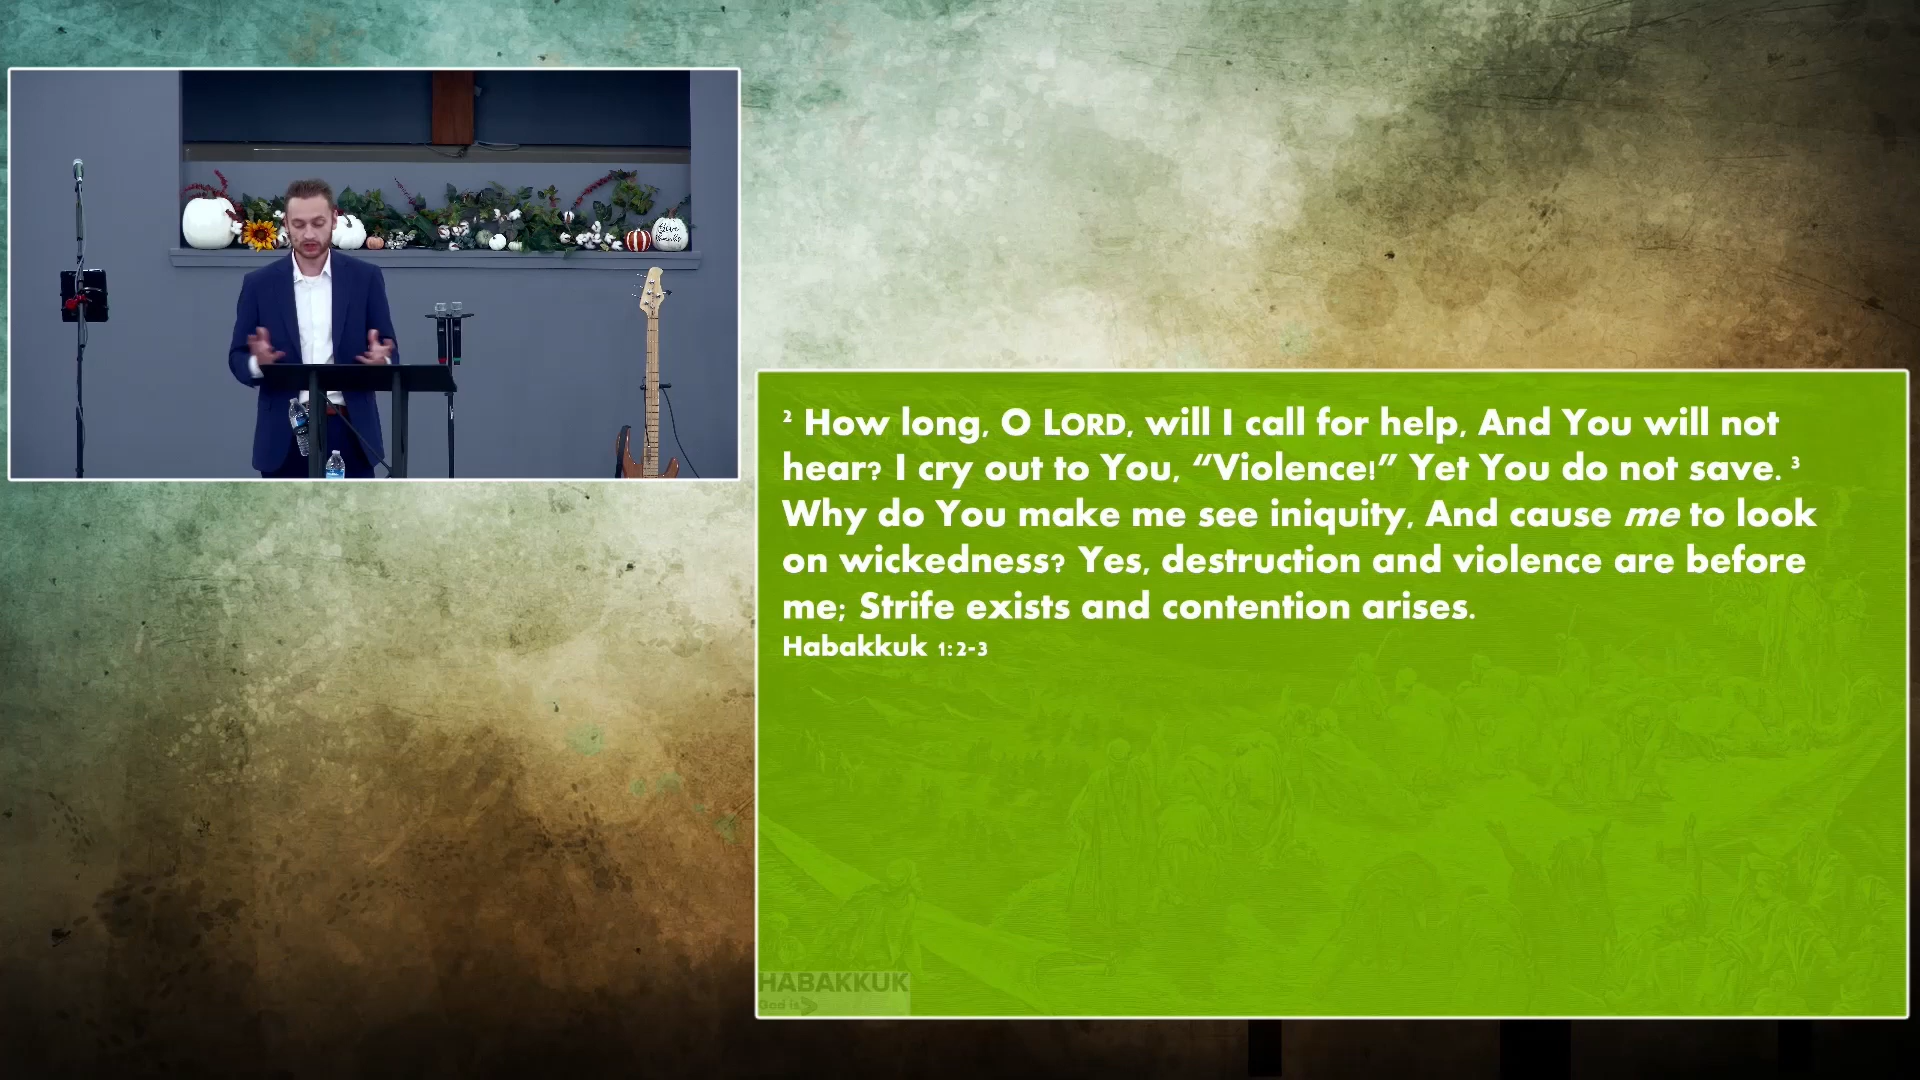 Give
thanks
² How long, O LORD, will I call for help, And You will not
hear? I cry out to You, “Violence!” Yet You do not save. ³
Why do You make me see iniquity, And cause me to look
on wickedness? Yes, destruction and violence are before
me; Strife exists and contention arises.
Habakkuk 1:2-3
HABAKKUK
God is >